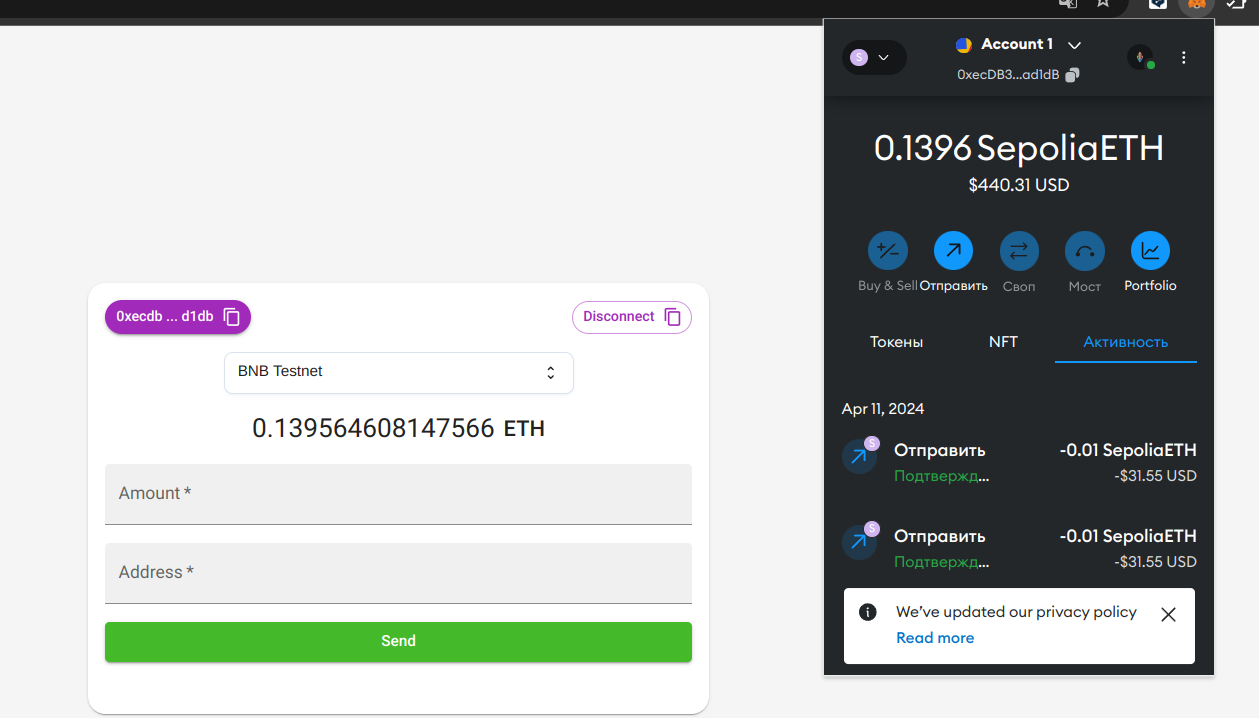 0xecdb ... d1db
Disconnect
BNB Testnet
0.139564608147566 ETH
Amount *
Address *
Send
S
Account 1
0xecDB3...ad1dB
0.1396 SepoliaETH
$440.31 USD
Buy & Sell
Отправить
Своп
Мост
Portfolio
Токены
NFT
Активность
Apr 11, 2024
S
Отправить
-0.01 SepoliaETH
Подтвержд...
-$31.55 USD
S
Отправить
-0.01 SepoliaETH
Подтвержд...
-$31.55 USD
We've updated our privacy policy
Read more